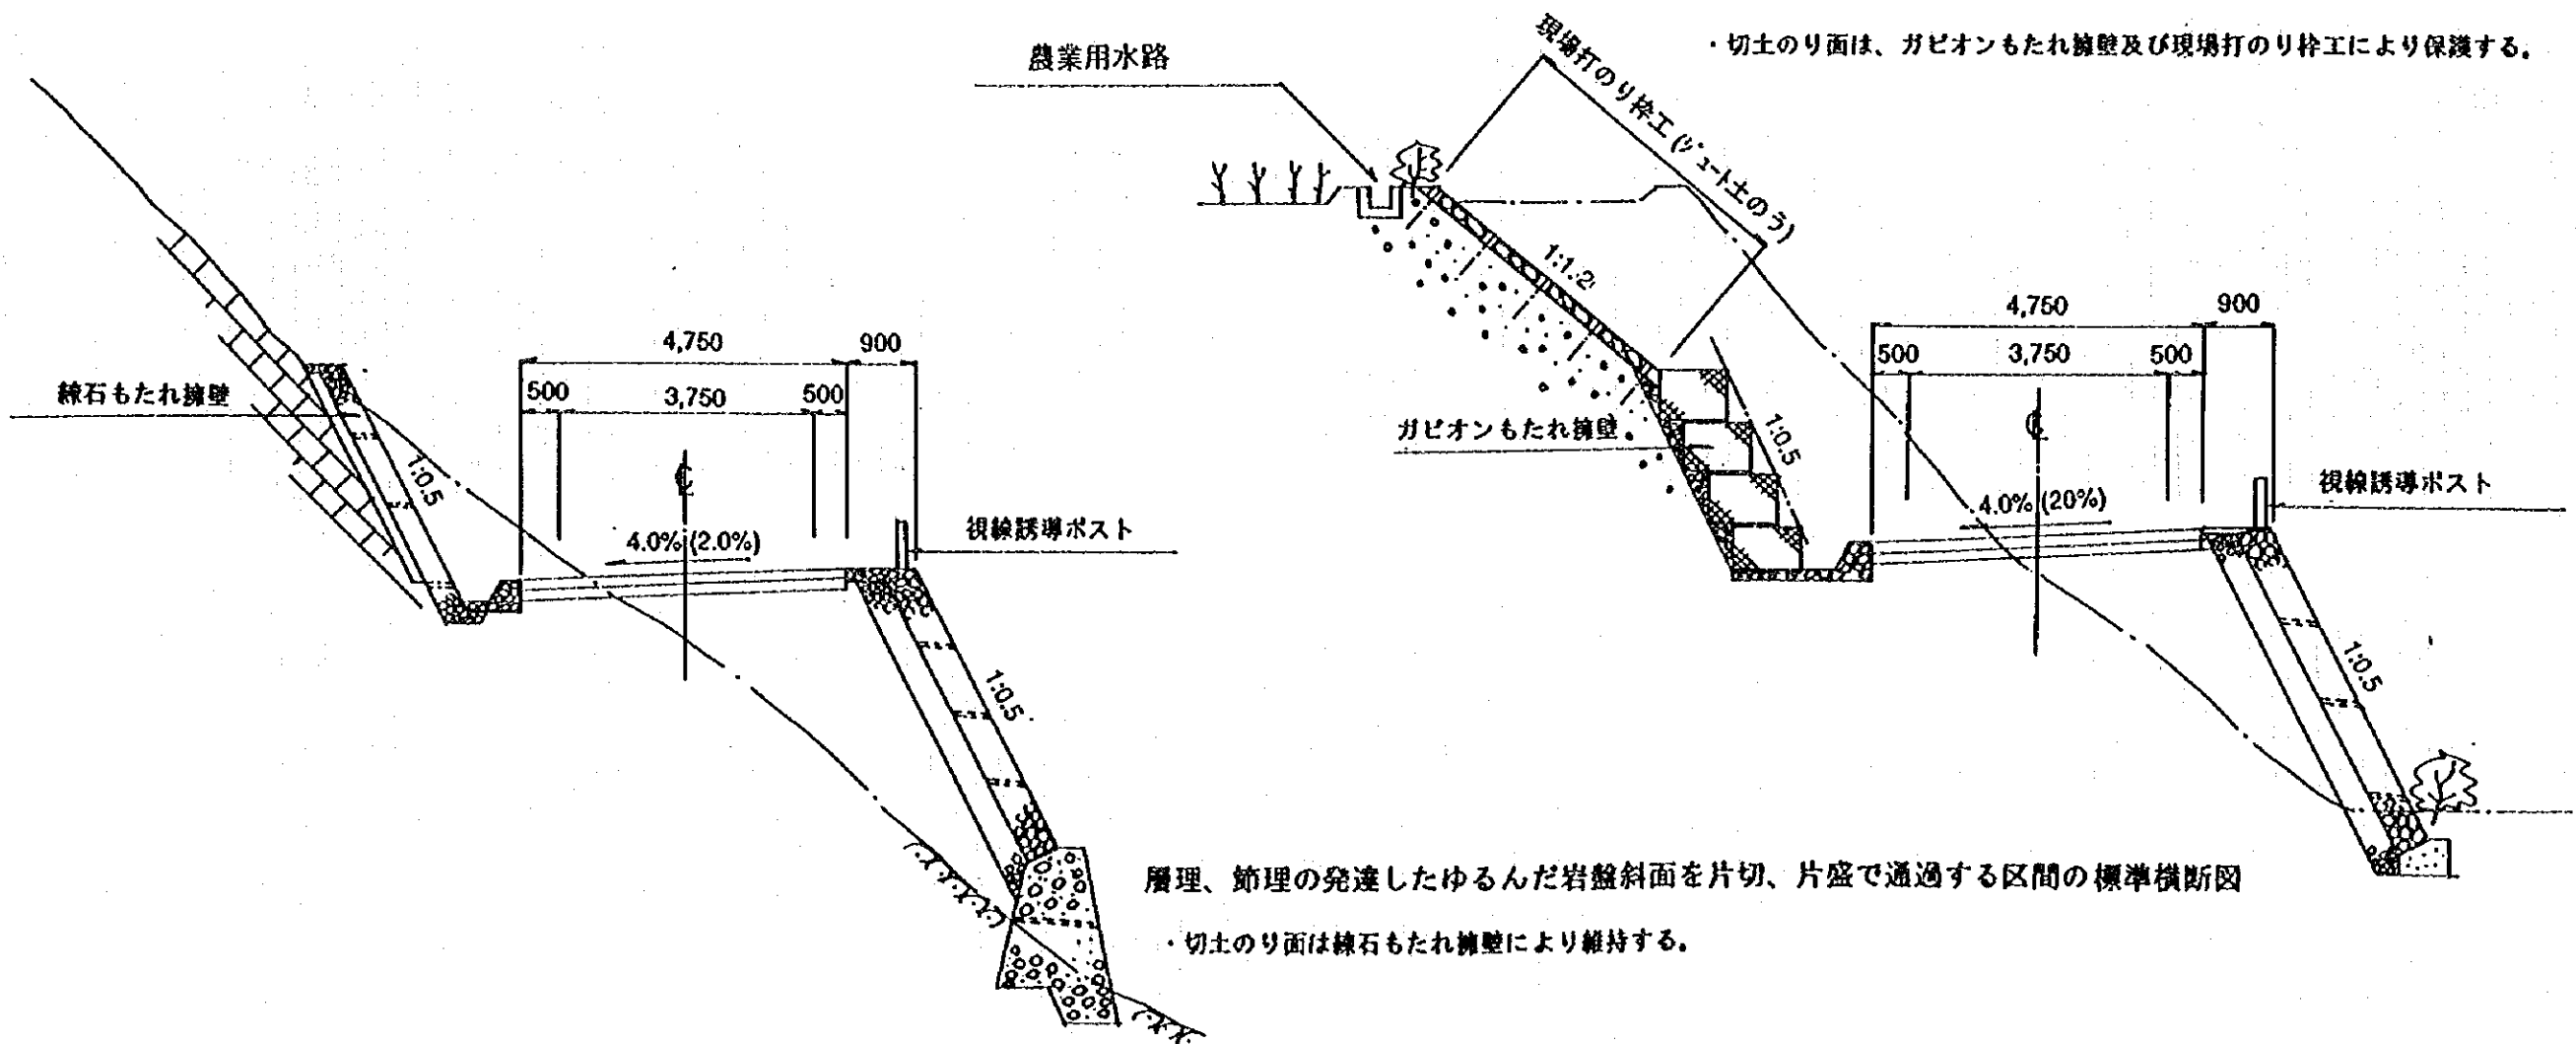 ・切土のり面は、ガビオンもたれ擁壁及び現場打のり枠工により保護する。
農業用水路
現場打のり枠工(ジュート土のう)
1:1.2
4,750
900
500
3,750
500
練石もたれ擁壁
1:0.5
℄
4.0%(2.0%)
視線誘導ポスト
1:0.5
4,750
900
500
3,750
500
ガビオンもたれ擁壁
1:0.5
℄
4.0%(20%)
視線誘導ポスト
1:0.5
層理、節理の発達したゆるんだ岩盤斜面を片切、片盛で通過する区間の標準横断図
・切土のり面は練石もたれ擁壁により維持する。